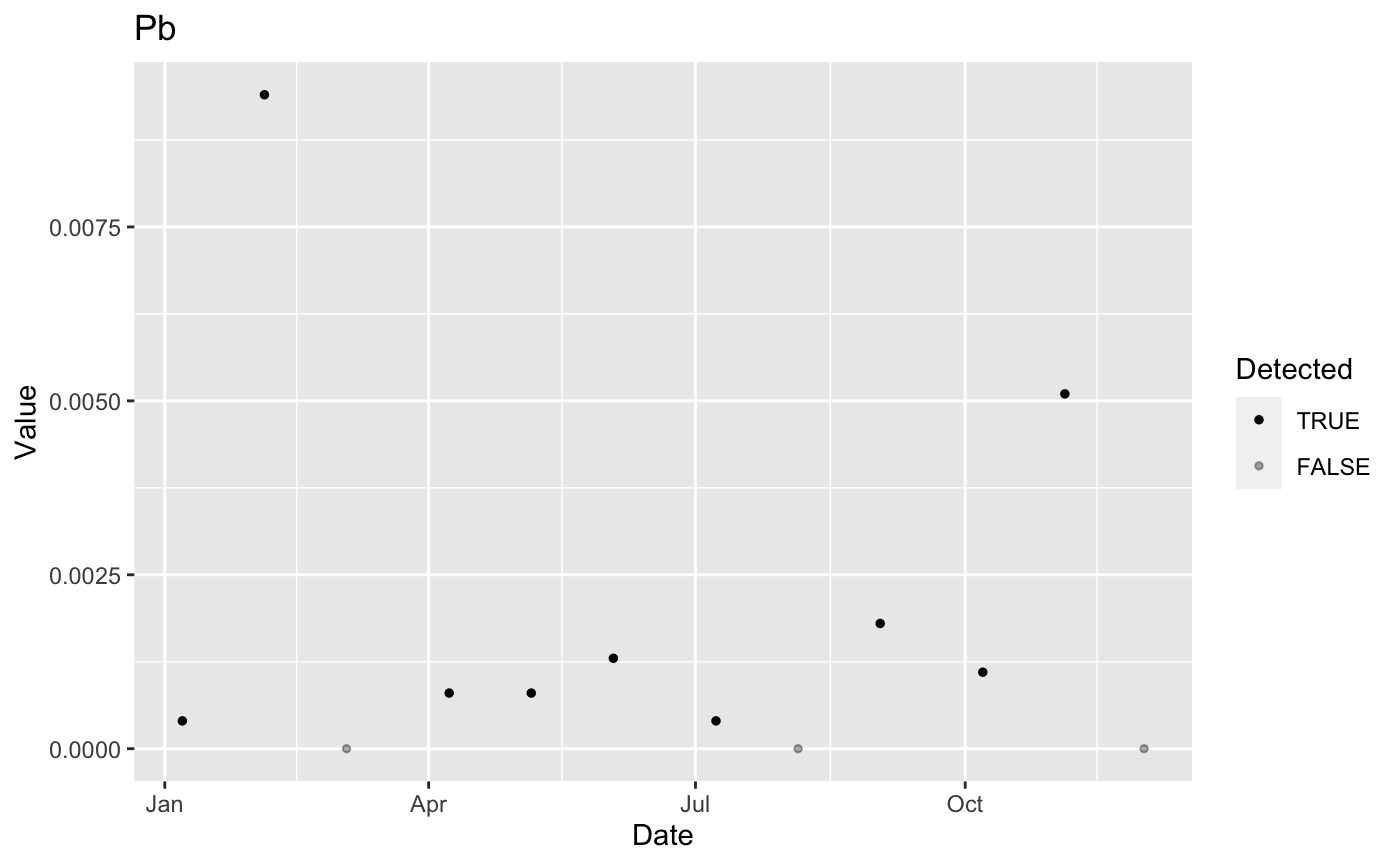 Pb
Value
0.0075
0.0050
0.0025
0.0000
Jan
Apr
Jul
Oct
Date
Detected
TRUE
FALSE